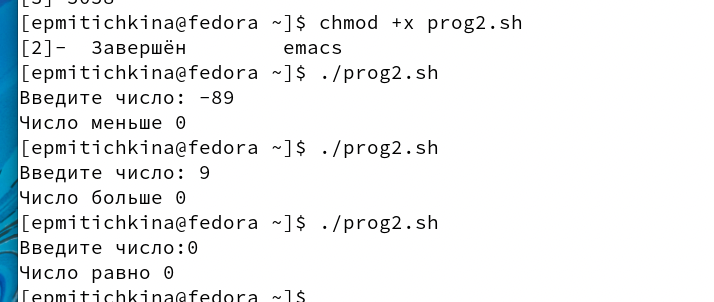 [3] 5058
[epmitichkina@fedora ~]$ chmod +x prog2.sh
[2]-  Завершён        emacs
[epmitichkina@fedora ~]$ ./prog2.sh
Введите число: -89
Число меньше 0
[epmitichkina@fedora ~]$ ./prog2.sh
Введите число: 9
Число больше 0
[epmitichkina@fedora ~]$ ./prog2.sh
Введите число:0
Число равно 0
[epmitichkina@fedora ~]$